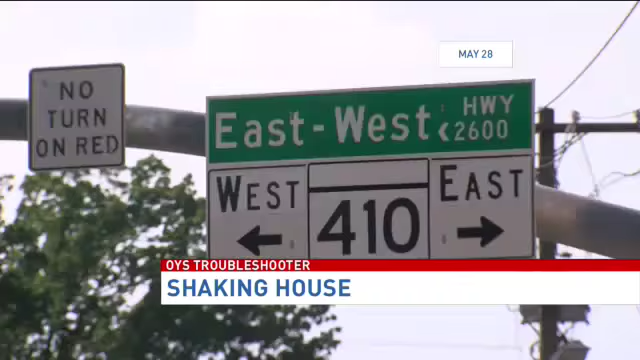 MAY 28
NO
TURN
ON RED
East-West HWY
< 2600
WEST 410 EAST
← →
OYS TROUBLESHOOTER
SHAKING HOUSE